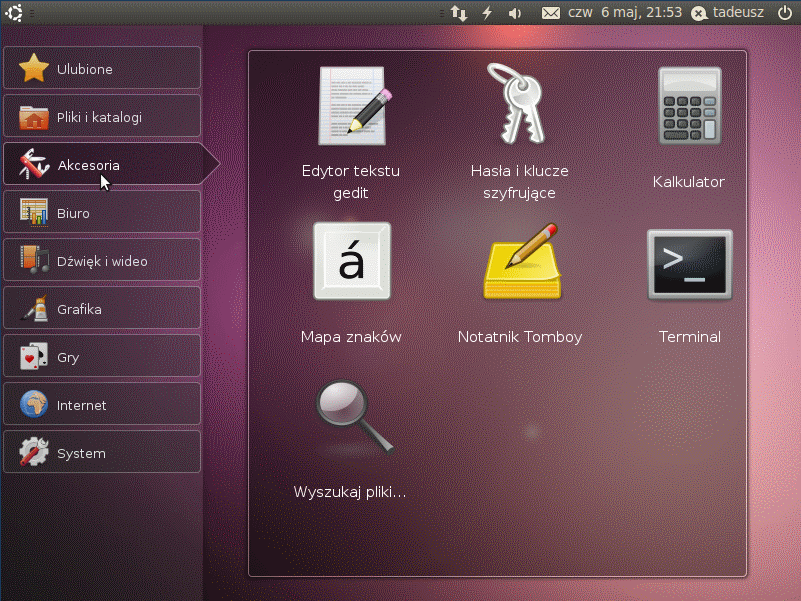 czw 6 maj, 21:53 tadeusz
Ulubione
Pliki i katalogi
Akcesoria
Biuro
Dźwięk i wideo
Grafika
Gry
Internet
System
Edytor tekstu
gedit
Hasła i klucze
szyfrujące
Kalkulator
á
Mapa znaków
Notatnik Tomboy
>_
Terminal
Wyszukaj pliki...